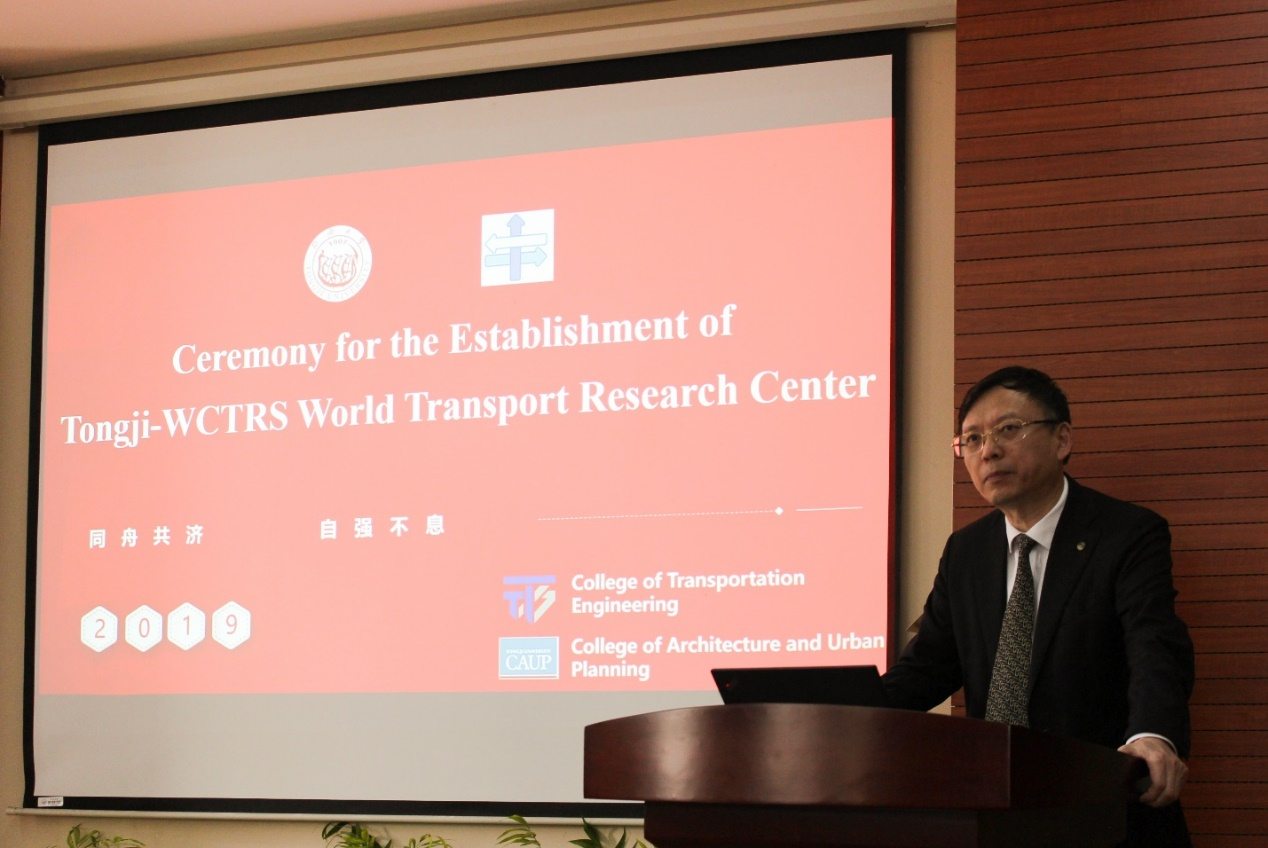 Ceremony for the Establishment of
Tongji-WCTRS World Transport Research Center
同舟共济 自强不息
2019
College of Transportation
Engineering
CAUP
College of Architecture and Urban
Planning